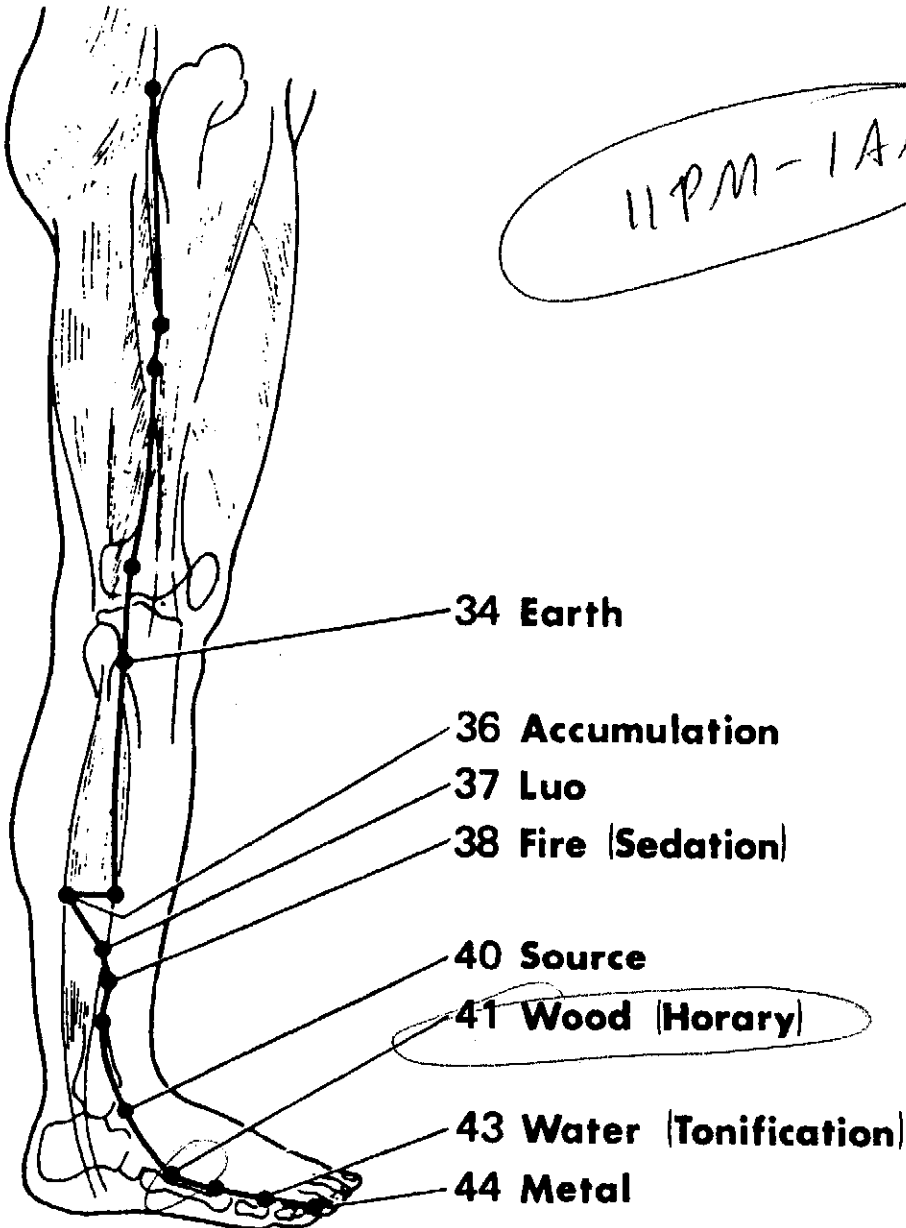 11PM-1A
34 Earth
36 Accumulation
37 Luo
38 Fire (Sedation)
40 Source
41 Wood (Horary)
43 Water (Tonification)
44 Metal